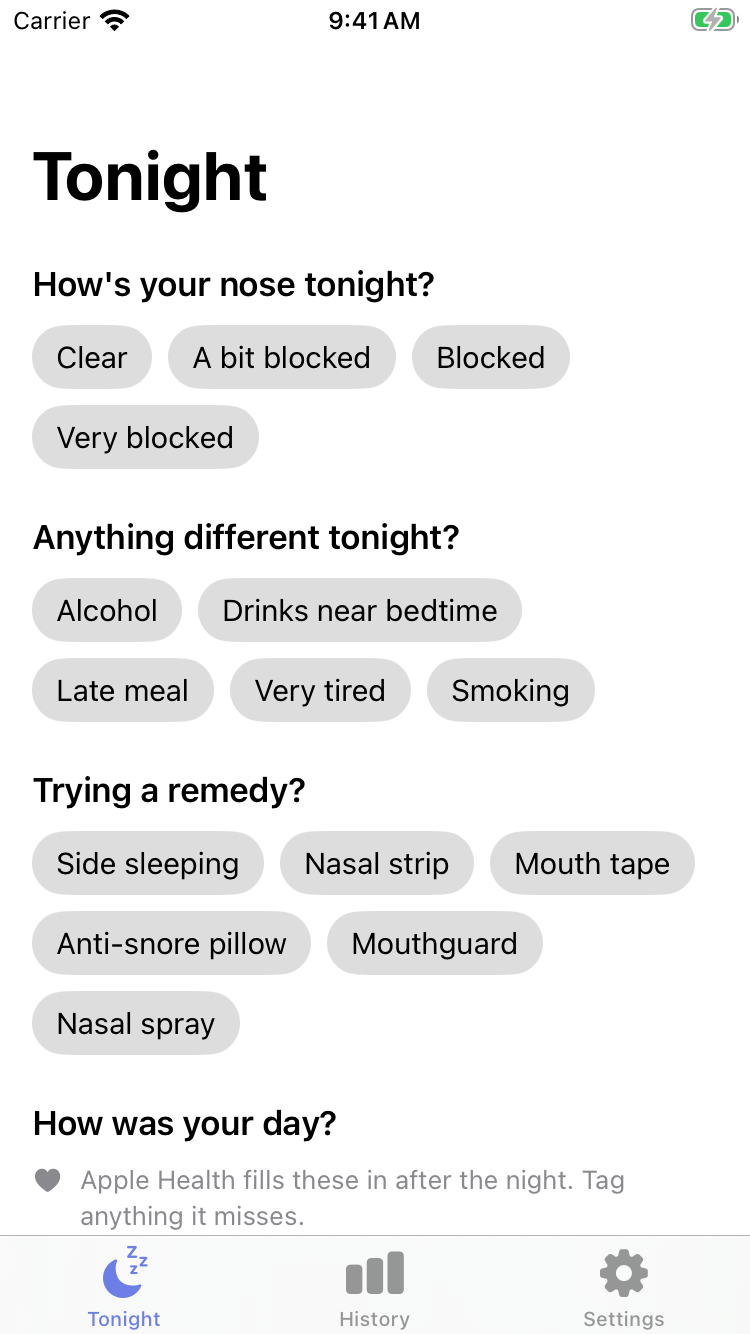 Carrier 9:41 AM
Tonight
How's your nose tonight?
Clear A bit blocked Blocked
Very blocked
Anything different tonight?
Alcohol Drinks near bedtime
Late meal Very tired Smoking
Trying a remedy?
Side sleeping Nasal strip Mouth tape
Anti-snore pillow Mouthguard
Nasal spray
How was your day?
Apple Health fills these in after the night. Tag
anything it misses.
z z z
Tonight History Settings